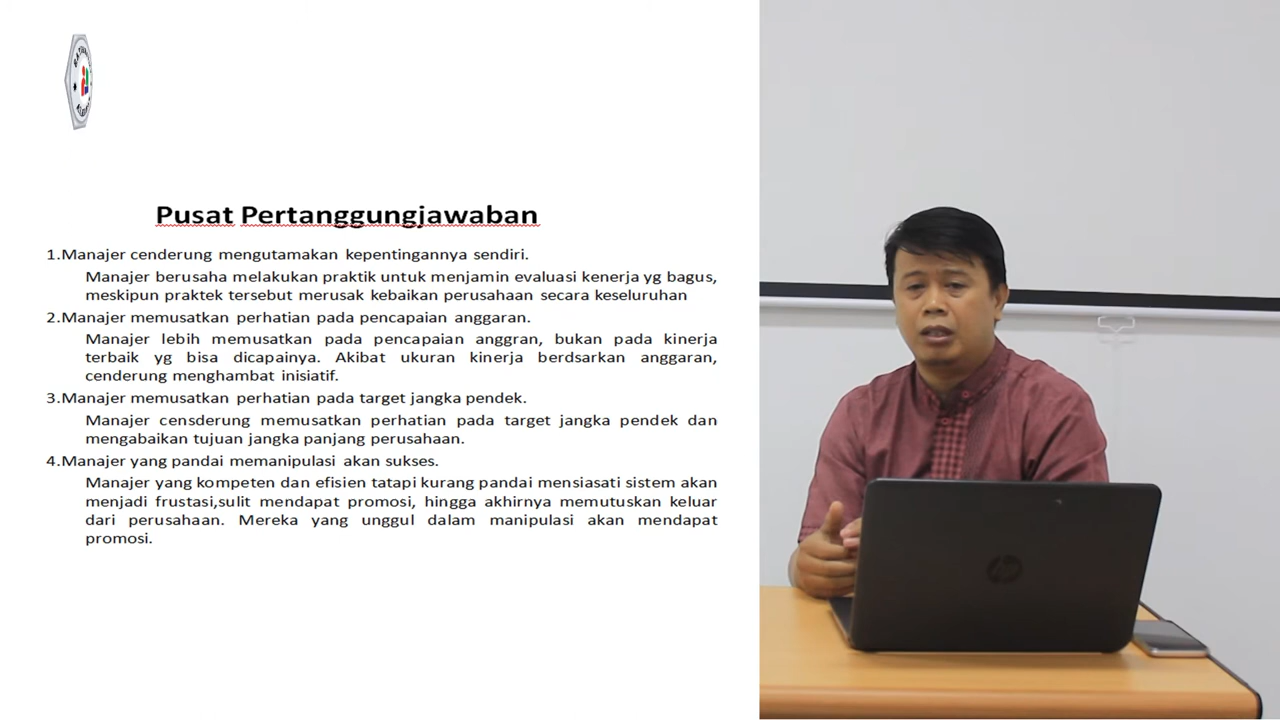 Pusat Pertanggungjawaban
1.Manajer cenderung mengutamakan kepentingannya sendiri.
Manajer berusaha melakukan praktik untuk menjamin evaluasi kenerja yg bagus,
meskipun praktek tersebut merusak kebaikan perusahaan secara keseluruhan
2.Manajer memusatkan perhatian pada pencapaian anggaran.
Manajer lebih memusatkan pada pencapaian anggran, bukan pada kinerja
terbaik yg bisa dicapainya. Akibat ukuran kinerja berdsarkan anggaran,
cenderung menghambat inisiatif.
3.Manajer memusatkan perhatian pada target jangka pendek.
Manajer censderung memusatkan perhatian pada target jangka pendek dan
mengabaikan tujuan jangka panjang perusahaan.
4.Manajer yang pandai memanipulasi akan sukses.
Manajer yang kompeten dan efisien tatapi kurang pandai mensiasati sistem akan
menjadi frustasi,sulit mendapat promosi, hingga akhirnya memutuskan keluar
dari perusahaan. Mereka yang unggul dalam manipulasi akan mendapat
promosi.
hp